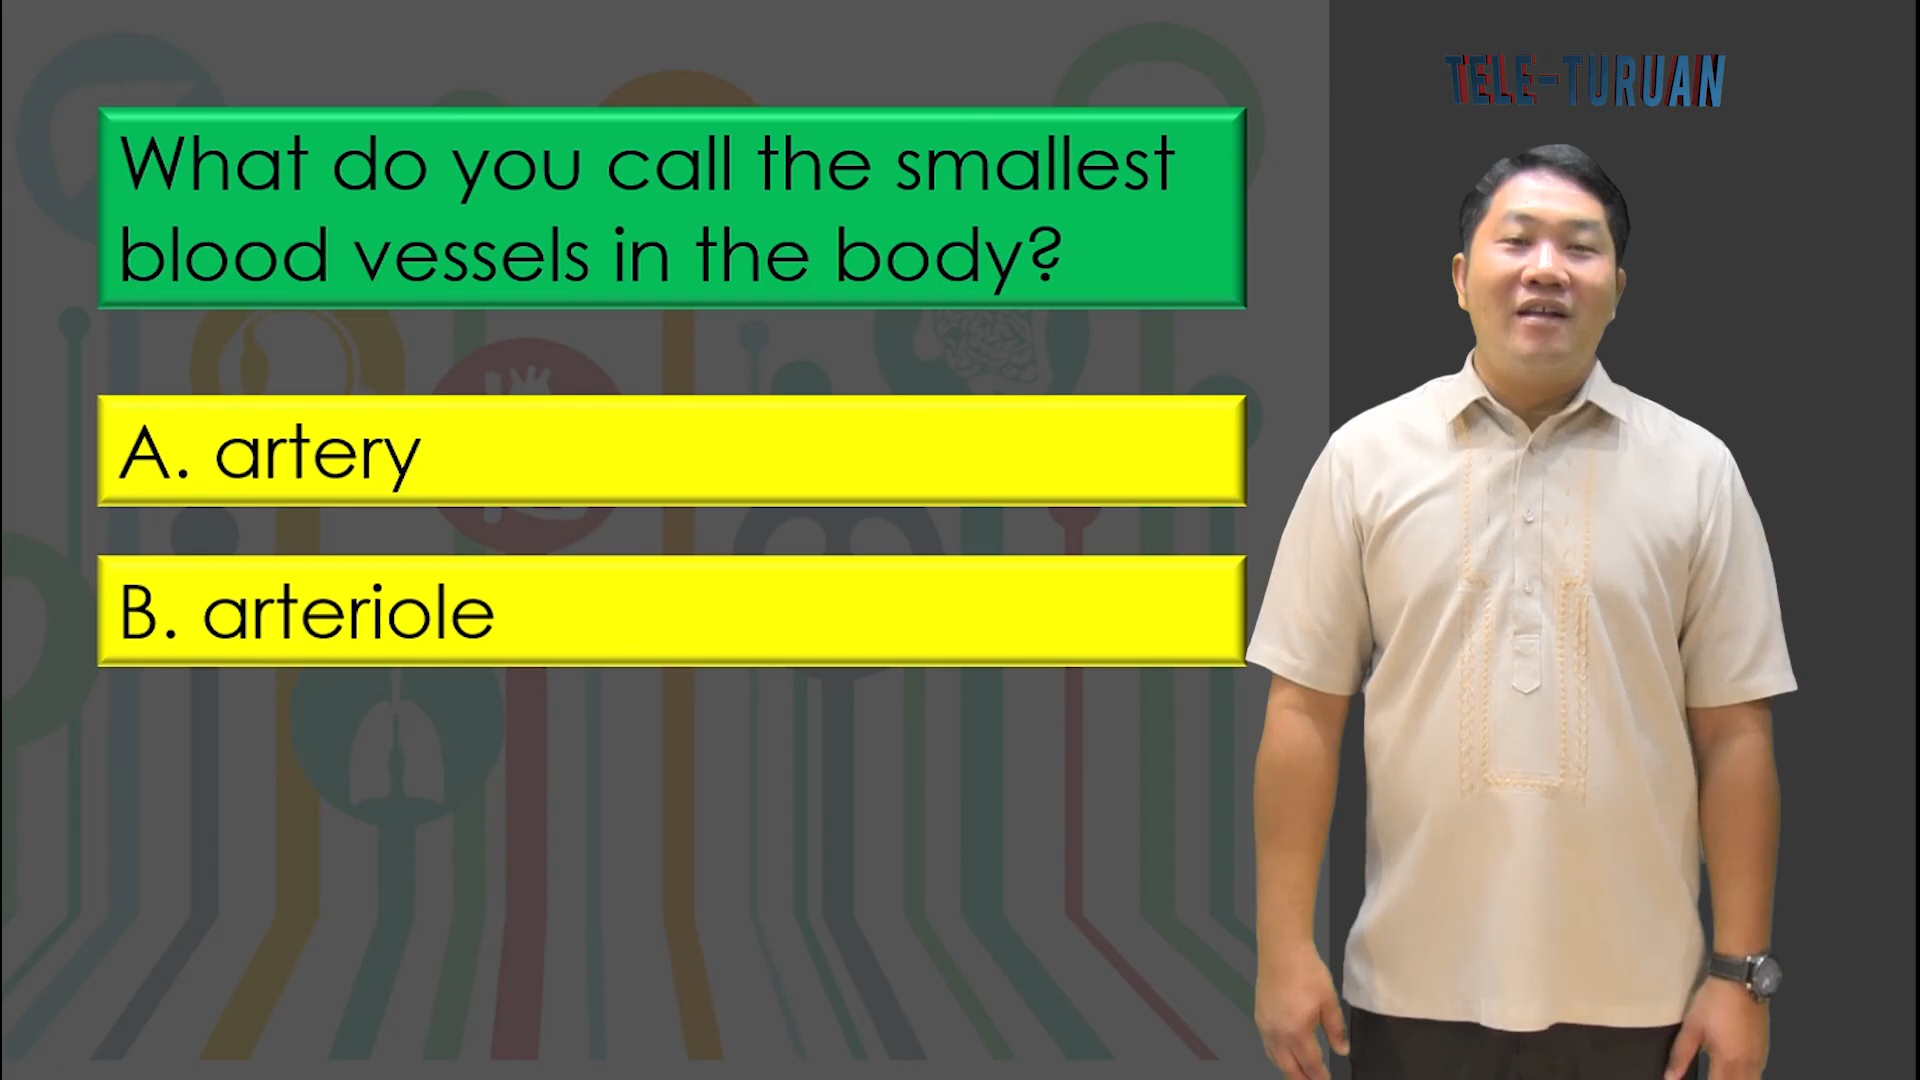 TELE-TURUAN
What do you call the smallest
blood vessels in the body?
A. artery
B. arteriole